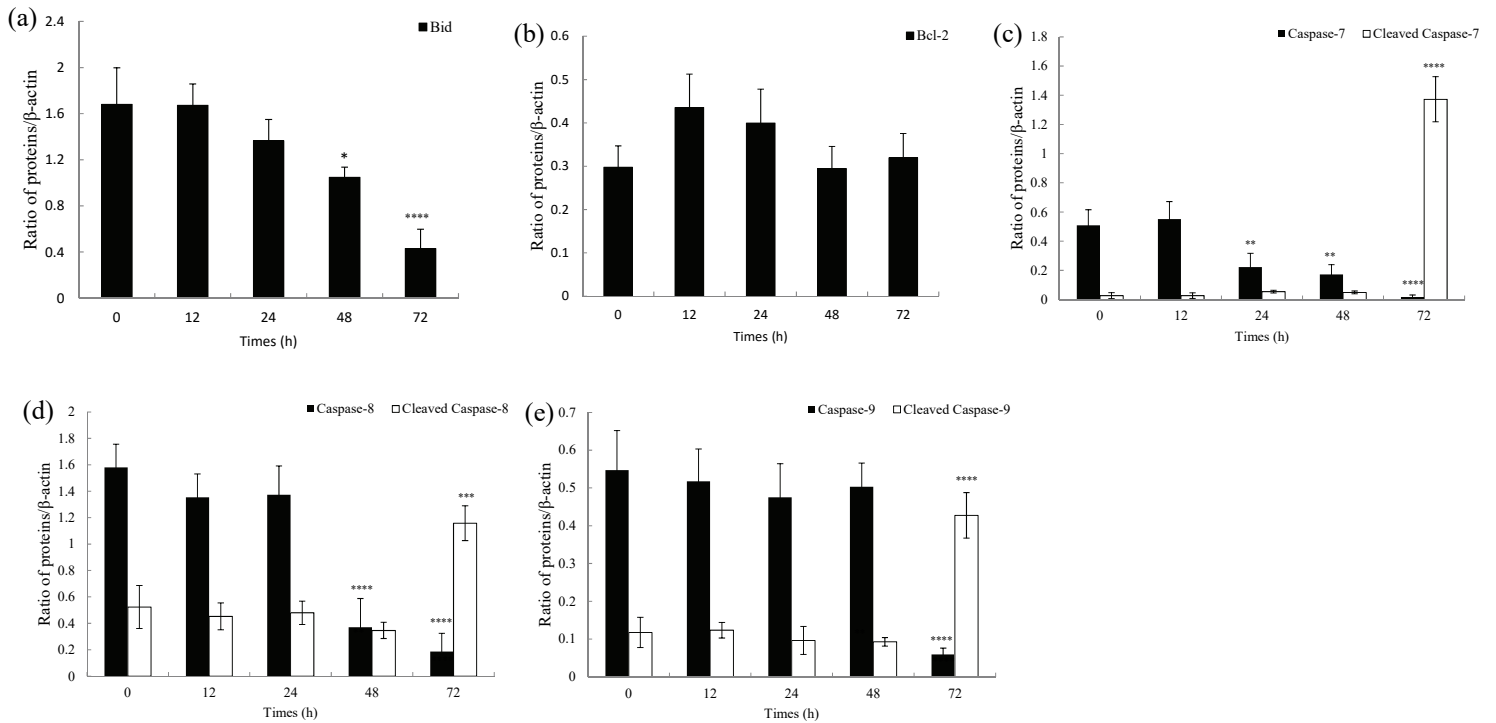 (a)
Bid
Ratio of proteins/β-actin
2.4
2
1.6
1.2
0.8
0.4
0
*
****
0 12 24 48 72
Times (h)
(b)
Bcl-2
Ratio of proteins/β-actin
0.6
0.5
0.4
0.3
0.2
0.1
0
0 12 24 48 72
Times (h)
(c)
Caspase-7 Cleaved Caspase-7
Ratio of proteins/β-actin
1.8
1.6
1.4
1.2
1
0.8
0.6
0.4
0.2
0
**
**
****
****
0 12 24 48 72
Times (h)
(d)
Caspase-8 Cleaved Caspase-8
Ratio of proteins/β-actin
2
1.8
1.6
1.4
1.2
1
0.8
0.6
0.4
0.2
0
****
****
***
0 12 24 48 72
Times (h)
(e)
Caspase-9 Cleaved Caspase-9
Ratio of proteins/β-actin
0.7
0.6
0.5
0.4
0.3
0.2
0.1
0
****
****
0 12 24 48 72
Times (h)